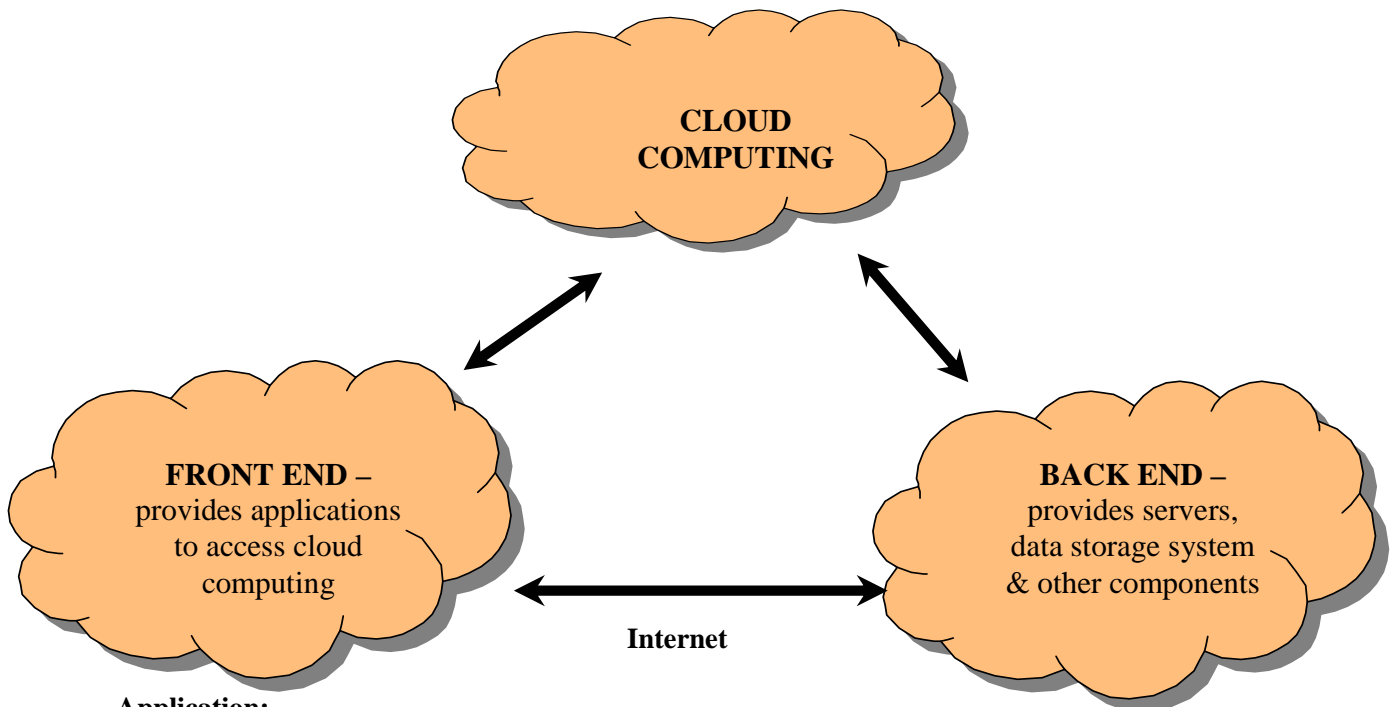 CLOUD
COMPUTING
FRONT END –
provides applications
to access cloud
computing
BACK END –
provides servers,
data storage system
& other components
Internet
Application: